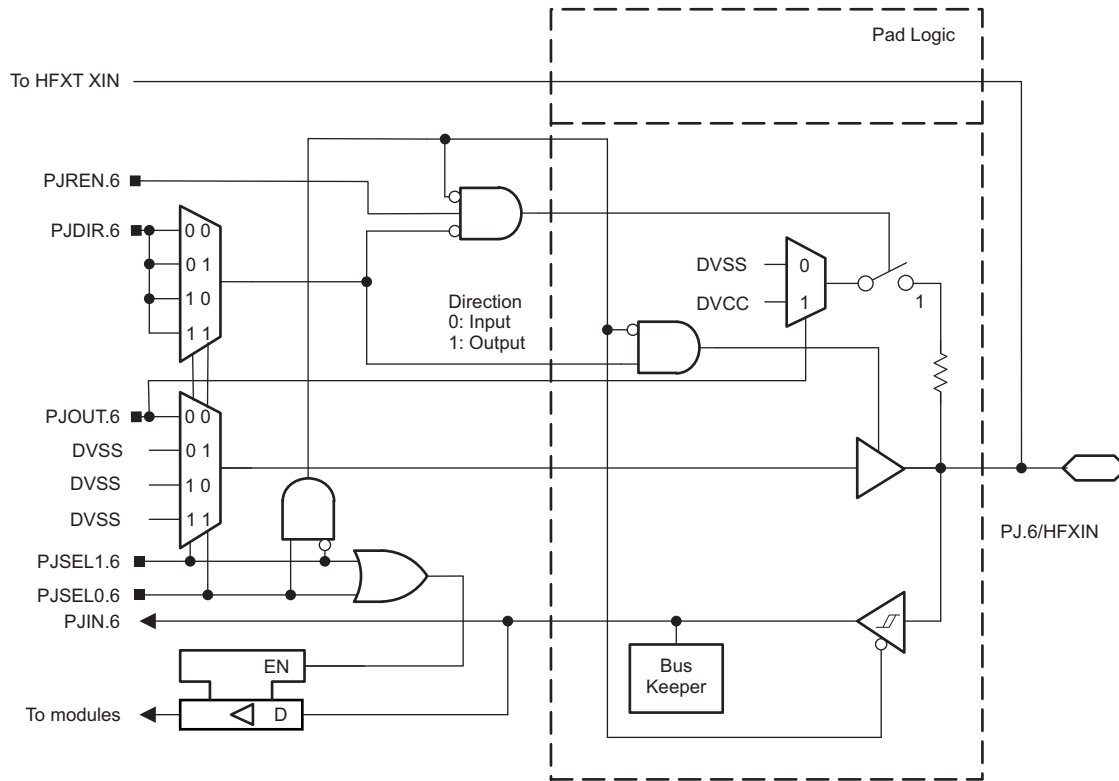 Pad Logic
To HFXT XIN
PJREN.6
PJDIR.6
0 0
0 1
1 0
1 1
DVSS
0
DVCC
1
1
Direction
0: Input
1: Output
PJOUT.6
0 0
DVSS
0 1
DVSS
1 0
DVSS
1 1
PJ.6/HFXIN
PJSEL1.6
PJSEL0.6
PJIN.6
EN
Bus
Keeper
To modules
D